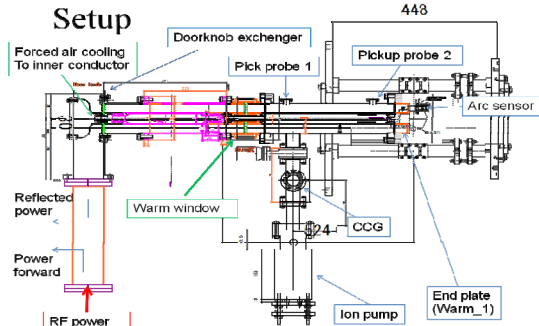 Setup
448
Forced air cooling
To inner conductor
Doorknob exchenger
Pick probe 1
Pickup probe 2
Arc sensor
Reflected
power
Warm window
524
CCG
Power
forward
End plate
(Warm_1)
Ion pump
RF power